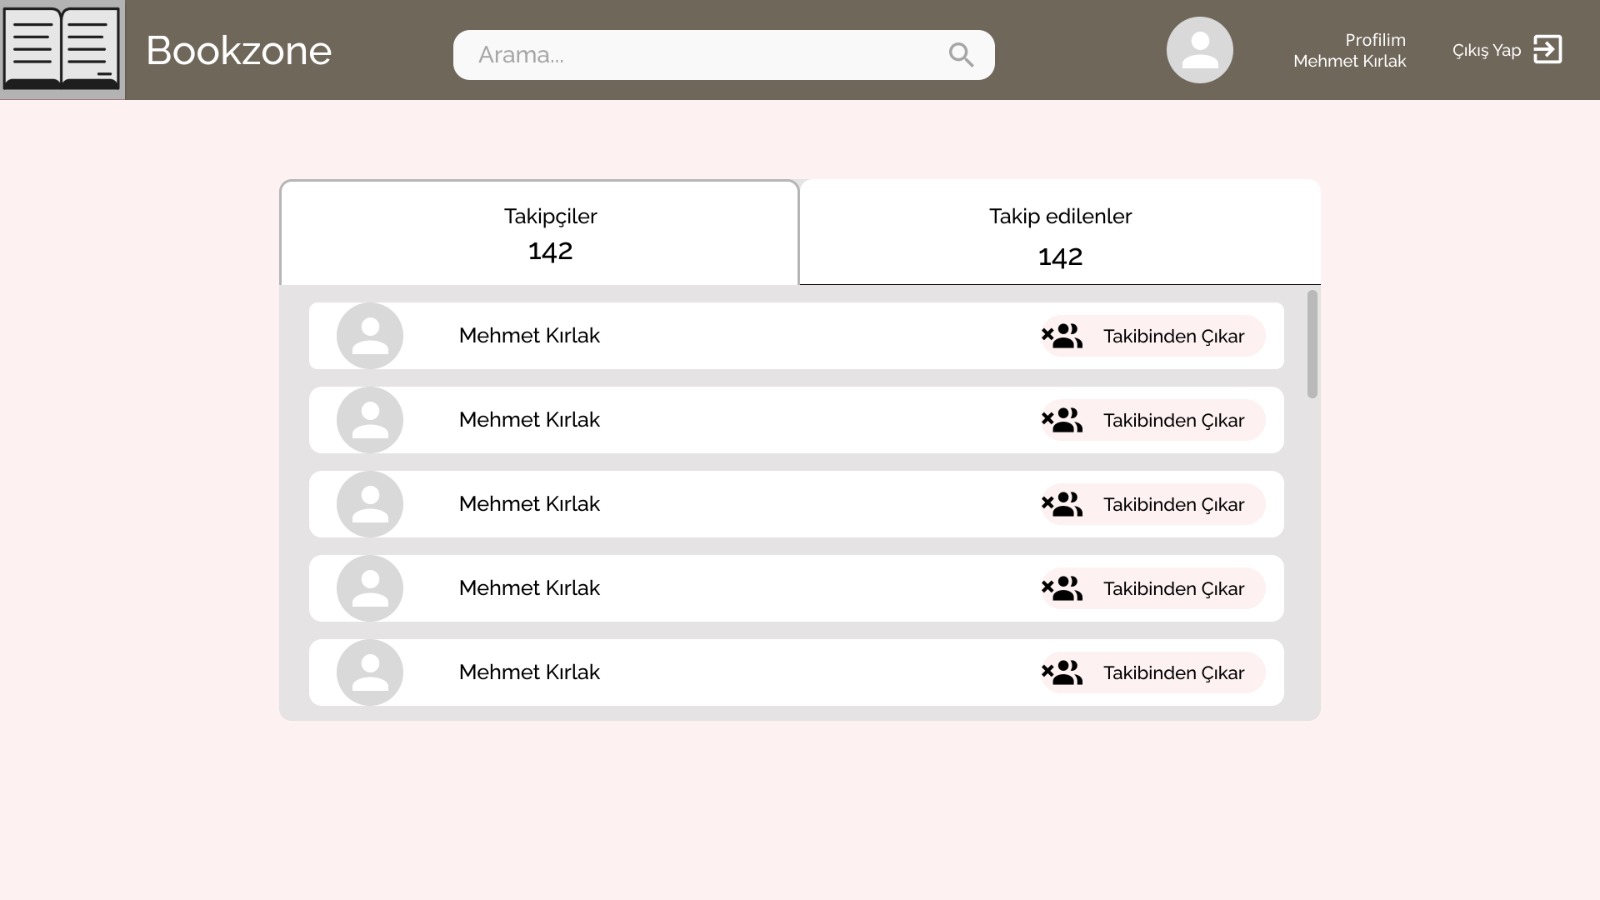 Bookzone
Arama...
Profilim
Mehmet Kırlak
Çıkış Yap
Takipçiler
142
Takip edilenler
142
Mehmet Kırlak
Takibinden Çıkar
Mehmet Kırlak
Takibinden Çıkar
Mehmet Kırlak
Takibinden Çıkar
Mehmet Kırlak
Takibinden Çıkar
Mehmet Kırlak
Takibinden Çıkar